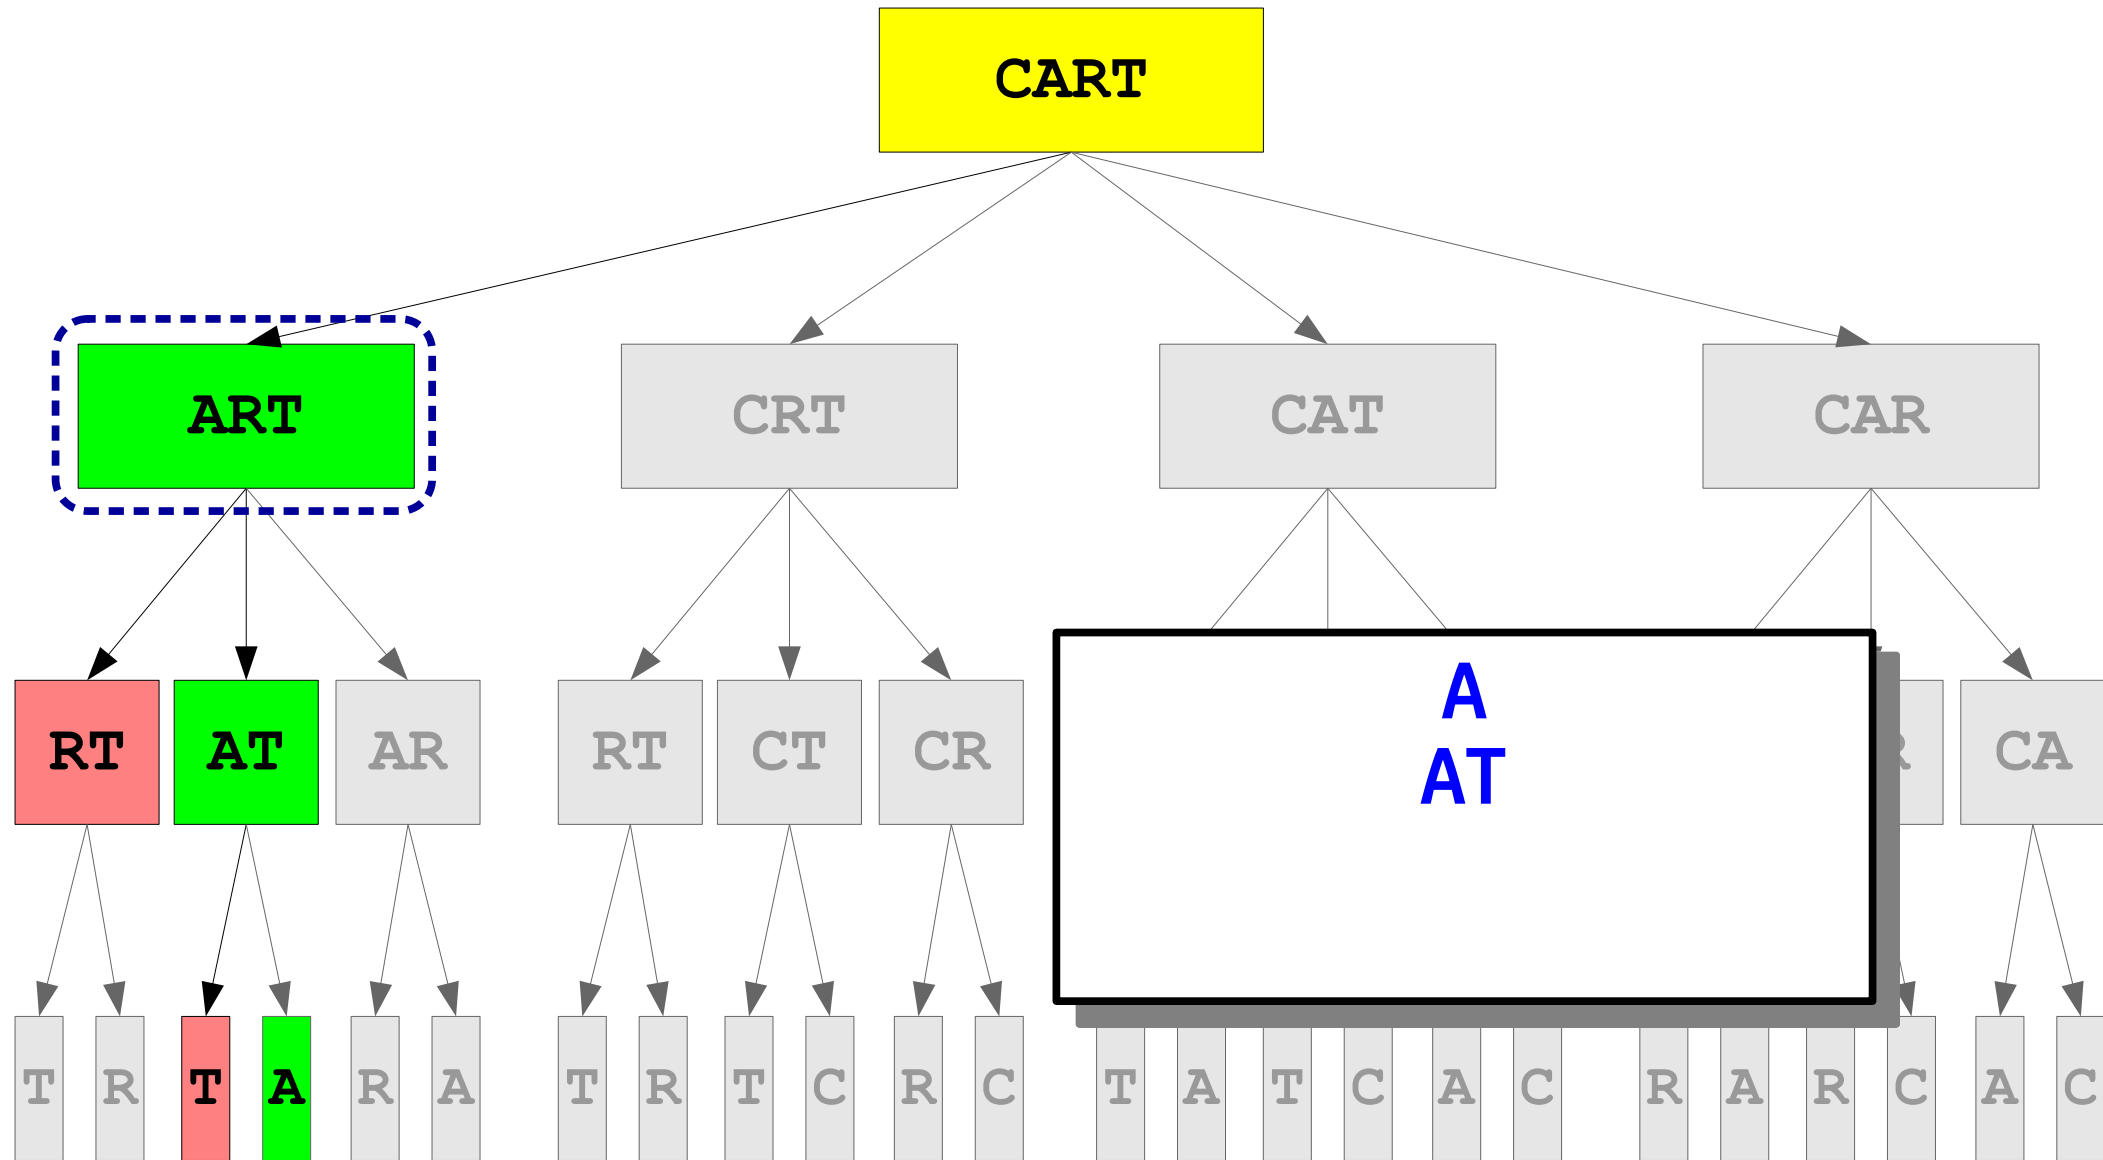 CART
ART CRT CAT CAR
RT AT AR RT CT CR CA
A
AT
T R T A R A T R T C R C T A T C A C R A R C A C